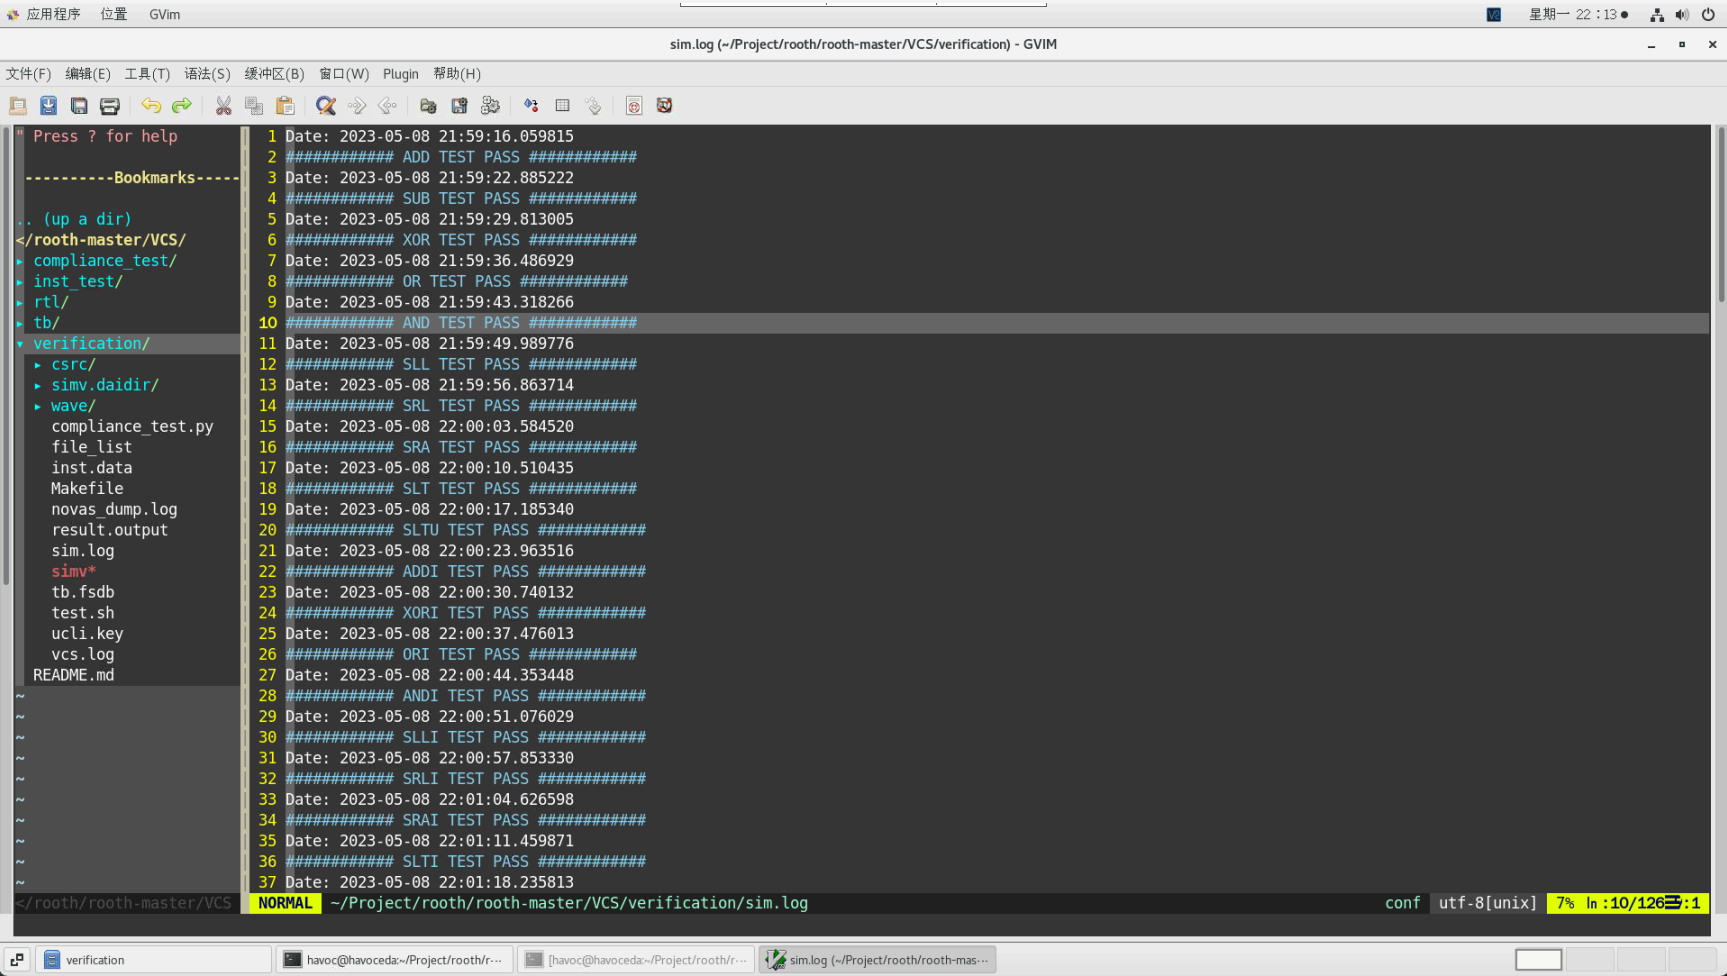 应用程序 位置 GVim 星期一 22:13
sim.log (~/Project/rooth/rooth-master/VCS/verification) - GVIM
文件(F) 编辑(E) 工具(T) 语法(S) 缓冲区(B) 窗口(W) Plugin 帮助(H)
" Press ? for help
----------Bookmarks-----
.. (up a dir)
</rooth-master/VCS/
▸ compliance_test/
▸ inst_test/
▸ rtl/
▸ tb/
▾ verification/
▸ csrc/
▸ simv.daidir/
▸ wave/
compliance_test.py
file_list
inst.data
Makefile
novas_dump.log
result.output
sim.log
simv*
tb.fsdb
test.sh
ucli.key
vcs.log
README.md
~
~
~
~
~
~
~
~
~
~
</rooth/rooth-master/VCS
1 Date: 2023-05-08 21:59:16.059815
2 ############ ADD TEST PASS ############
3 Date: 2023-05-08 21:59:22.885222
4 ############ SUB TEST PASS ############
5 Date: 2023-05-08 21:59:29.813005
6 ############ XOR TEST PASS ############
7 Date: 2023-05-08 21:59:36.486929
8 ############ OR TEST PASS ############
9 Date: 2023-05-08 21:59:43.318266
10 ############ AND TEST PASS ############
11 Date: 2023-05-08 21:59:49.989776
12 ############ SLL TEST PASS ############
13 Date: 2023-05-08 21:59:56.863714
14 ############ SRL TEST PASS ############
15 Date: 2023-05-08 22:00:03.584520
16 ############ SRA TEST PASS ############
17 Date: 2023-05-08 22:00:10.510435
18 ############ SLT TEST PASS ############
19 Date: 2023-05-08 22:00:17.185340
20 ############ SLTU TEST PASS ############
21 Date: 2023-05-08 22:00:23.963516
22 ############ ADDI TEST PASS ############
23 Date: 2023-05-08 22:00:30.740132
24 ############ XORI TEST PASS ############
25 Date: 2023-05-08 22:00:37.476013
26 ############ ORI TEST PASS ############
27 Date: 2023-05-08 22:00:44.353448
28 ############ ANDI TEST PASS ############
29 Date: 2023-05-08 22:00:51.076029
30 ############ SLLI TEST PASS ############
31 Date: 2023-05-08 22:00:57.853330
32 ############ SRLI TEST PASS ############
33 Date: 2023-05-08 22:01:04.626598
34 ############ SRAI TEST PASS ############
35 Date: 2023-05-08 22:01:11.459871
36 ############ SLTI TEST PASS ############
37 Date: 2023-05-08 22:01:18.235813
NORMAL ~/Project/rooth/rooth-master/VCS/verification/sim.log conf utf-8[unix] 7% ln :10/126☰:1
verification
havoc@havoceda:~/Project/rooth/r···
[havoc@havoceda:~/Project/rooth/r···
sim.log (~/Project/rooth/rooth-mas···